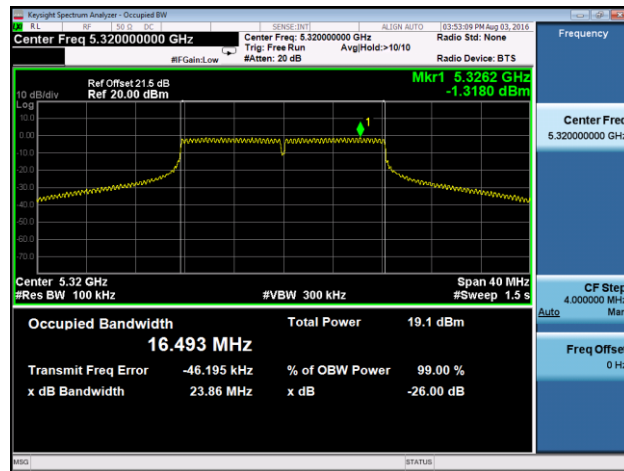 Keysight Spectrum Analyzer - Occupied BW
RL RF 50 Ω DC SENSE:INT ALIGN AUTO 03:53:09 PM Aug 03, 2016
Center Freq 5.320000000 GHz Center Freq: 5.320000000 GHz Radio Std: None
Trig: Free Run Avg|Hold:>10/10
#IFGain:Low #Atten: 20 dB Radio Device: BTS
Frequency
Mkr1 5.3262 GHz
Ref Offset 21.5 dB
10 dB/div Ref 20.00 dBm -1.3180 dBm
Log
10.0
1
0.00
-10.0
-20.0
-30.0
-40.0
-50.0
-60.0
-70.0
Center 5.32 GHz Span 40 MHz
#Res BW 100 kHz #VBW 300 kHz #Sweep 1.5 s
Occupied Bandwidth Total Power 19.1 dBm
16.493 MHz
Transmit Freq Error -46.195 kHz % of OBW Power 99.00 %
x dB Bandwidth 23.86 MHz x dB -26.00 dB
Center Freq
5.320000000 GHz
CF Step
4.000000 MHz
Auto Man
Freq Offset
0 Hz
MSG STATUS